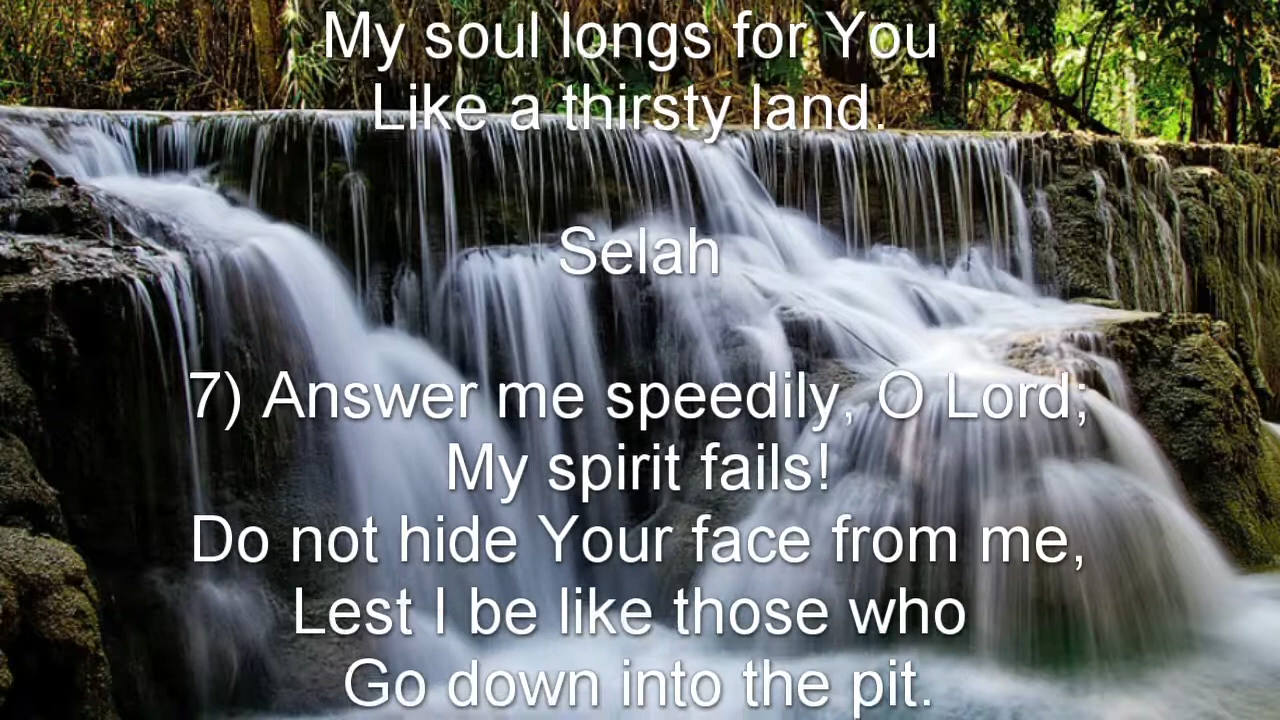 My soul longs for You
Like a thirsty land.
Selah
7) Answer me speedily, O Lord;
My spirit fails!
Do not hide Your face from me,
Lest I be like those who
Go down into the pit.